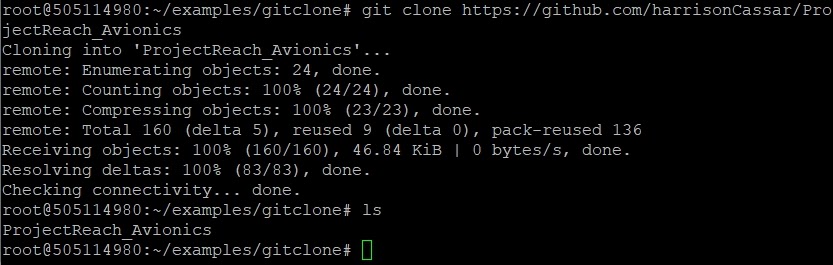 root@505114980:~/examples/gitclone# git clone https://github.com/harrisonCassar/Pro
jectReach_Avionics
Cloning into 'ProjectReach_Avionics'...
remote: Enumerating objects: 24, done.
remote: Counting objects: 100% (24/24), done.
remote: Compressing objects: 100% (23/23), done.
remote: Total 160 (delta 5), reused 9 (delta 0), pack-reused 136
Receiving objects: 100% (160/160), 46.84 KiB | 0 bytes/s, done.
Resolving deltas: 100% (83/83), done.
Checking connectivity... done.
root@505114980:~/examples/gitclone# ls
ProjectReach_Avionics
root@505114980:~/examples/gitclone#